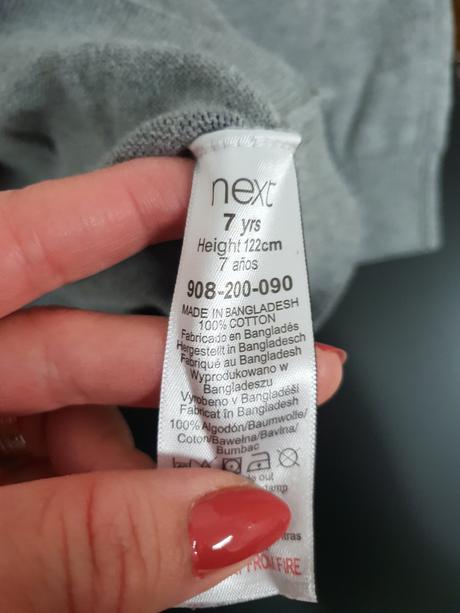 next
7 yrs
Height 122cm
7 años
908-200-090
MADE IN BANGLADESH
100% COTTON
Fabricado en Bangladés
Hergestellt in Bangladesch
Fabriqué au Bangladesh
Wyprodukowano w
Bangladeszu
Vyrobeno v Bangladéši
Fabricat în Bangladesh
100% Algodón/Baumwolle/
Coton/Bawełna/Bavlna/
Bumbac
out
FROM FIRE